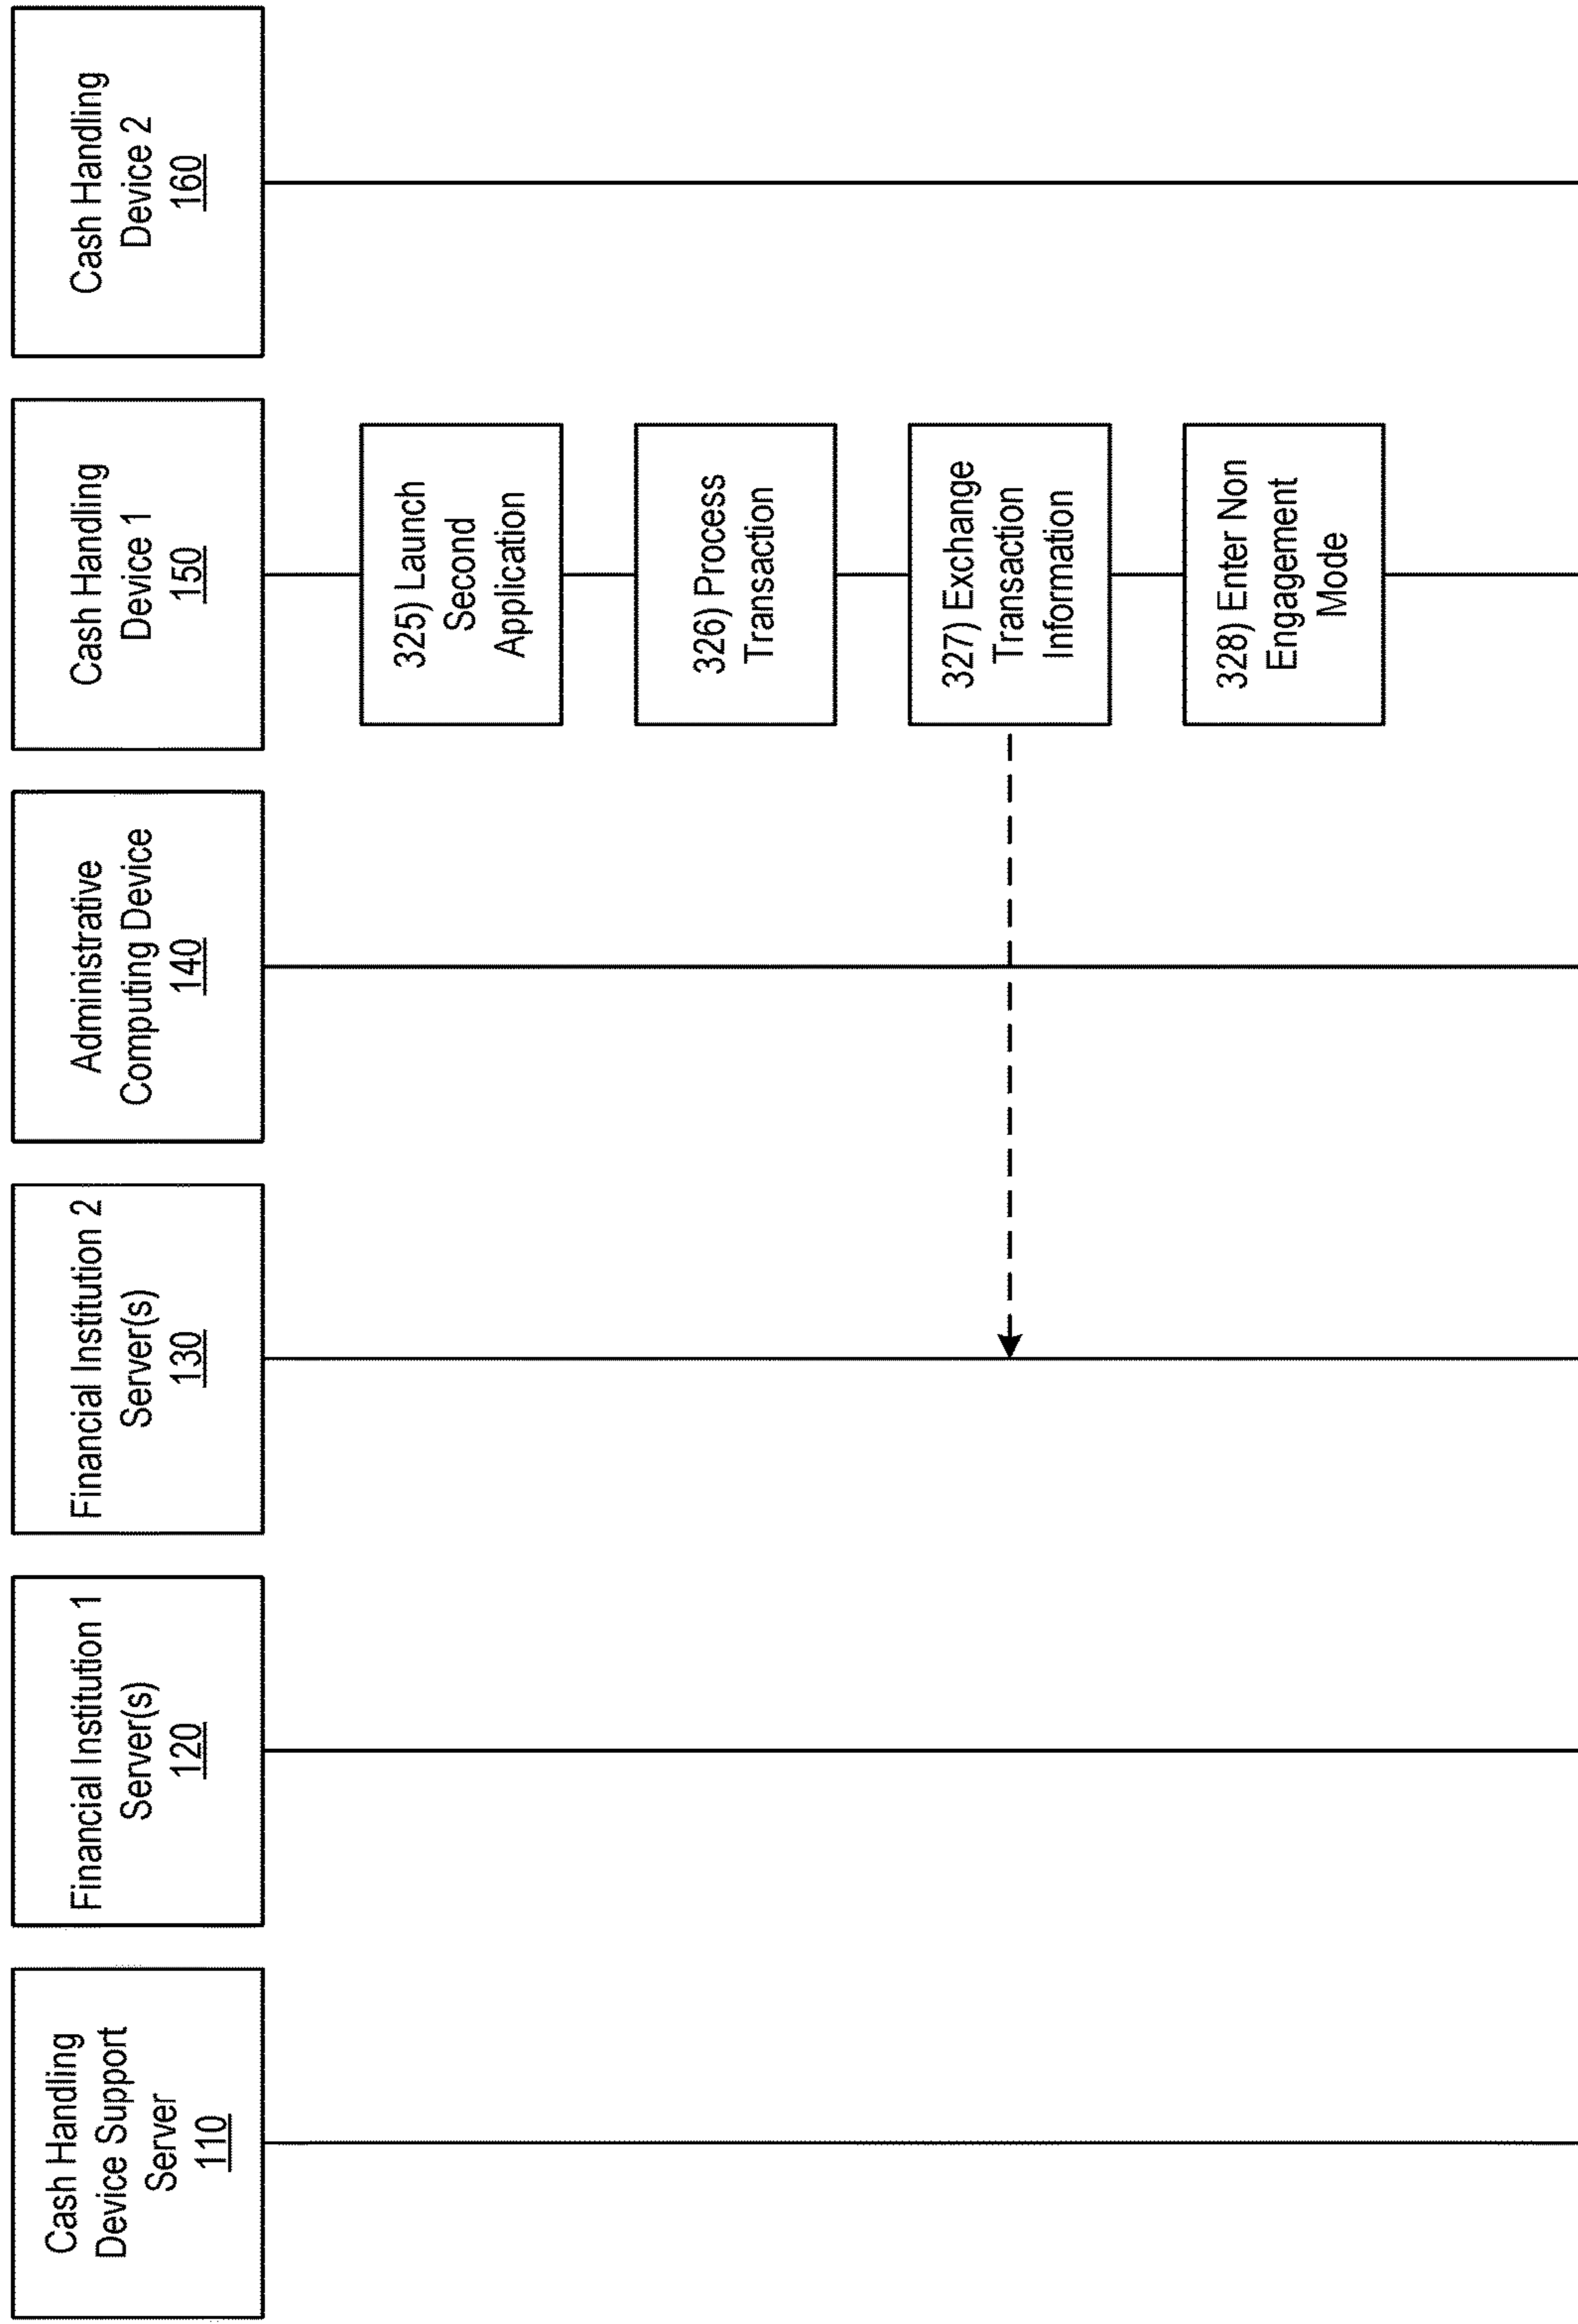 Cash Handling
Device Support
Server
110
Financial Institution 1
Server(s)
120
Financial Institution 2
Server(s)
130
Administrative
Computing Device
140
Cash Handling
Device 1
150
Cash Handling
Device 2
160
325) Launch
Second
Application
326) Process
Transaction
327) Exchange
Transaction
Information
328) Enter Non
Engagement
Mode